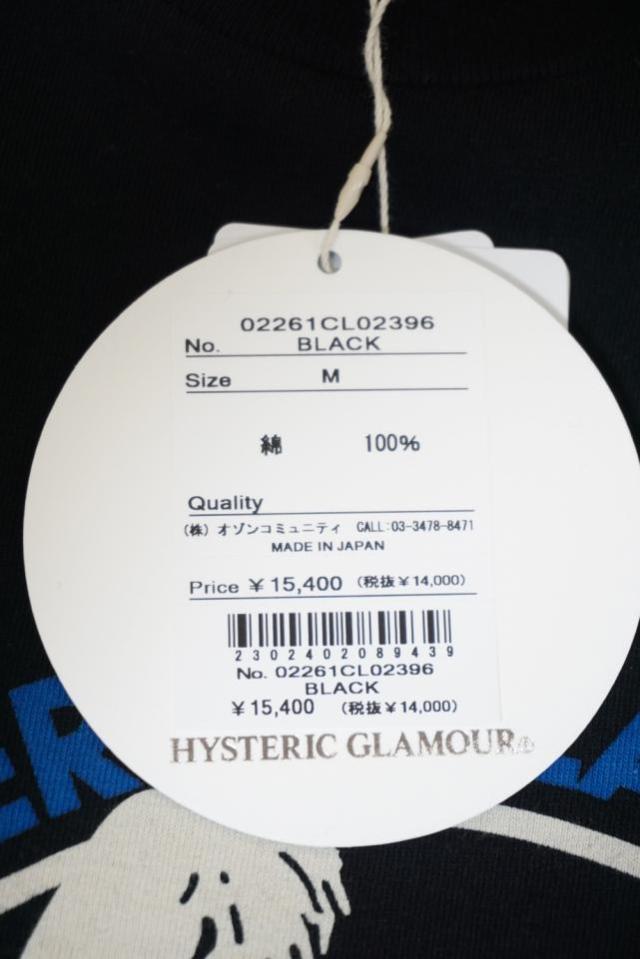 02261CL02396
No. BLACK
Size M
綿 100%
Quality
(株) オゾンコミュニティ CALL:03-3478-8471
MADE IN JAPAN
Price ¥15,400 (税抜¥14,000)
2302402089439
No. 02261CL02396
BLACK
¥15,400 (税抜¥14,000)
HYSTERIC GLAMOUR